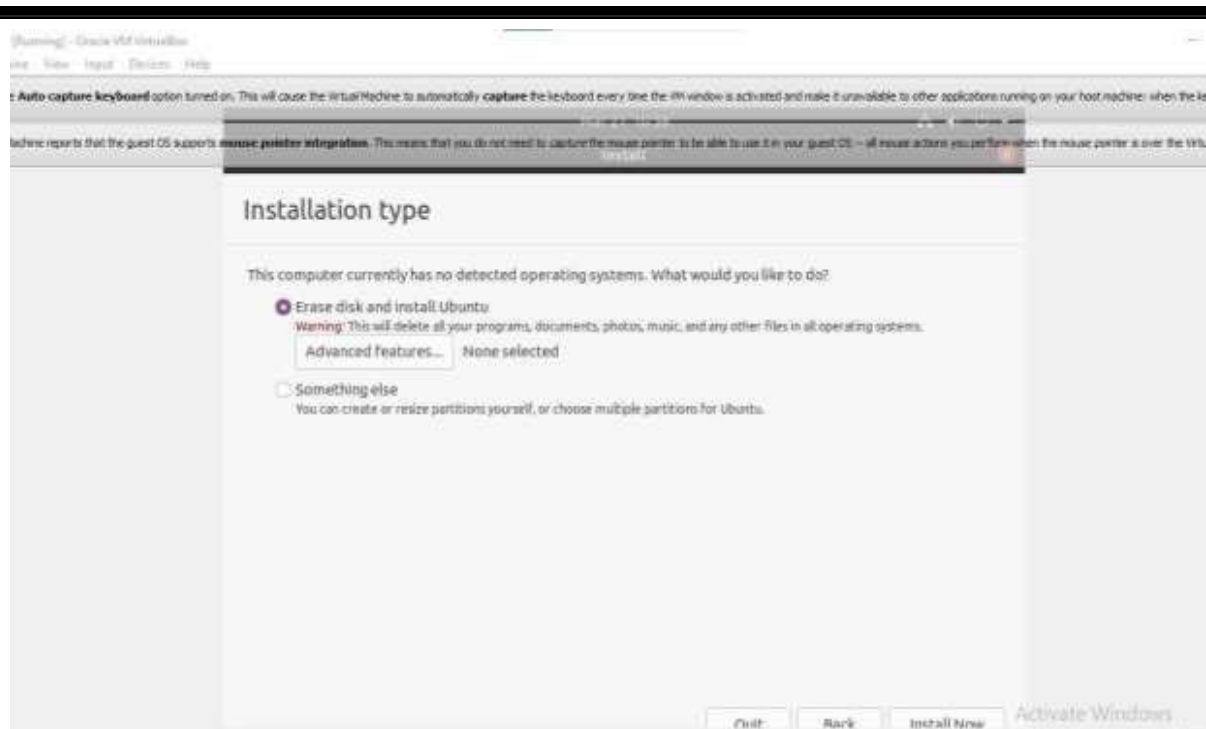 [Running] - Oracle VM VirtualBox
View Input Devices Help
Auto capture keyboard option turned on. This will cause the Virtual Machine to automatically capture the keyboard every time the VM window is activated and make it unavailable to other applications running on your host machine: when the
machine reports that the guest OS supports mouse pointer integration. This means that you do not need to capture the mouse pointer to be able to use it in your guest OS -- all mouse actions you perform when the mouse pointer is over the
Install
Installation type
This computer currently has no detected operating systems. What would you like to do?
Erase disk and install Ubuntu
Warning: This will delete all your programs, documents, photos, music, and any other files in all operating systems.
Advanced features... None selected
Something else
You can create or resize partitions yourself, or choose multiple partitions for Ubuntu.
Quit Back Install Now
Activate Windows